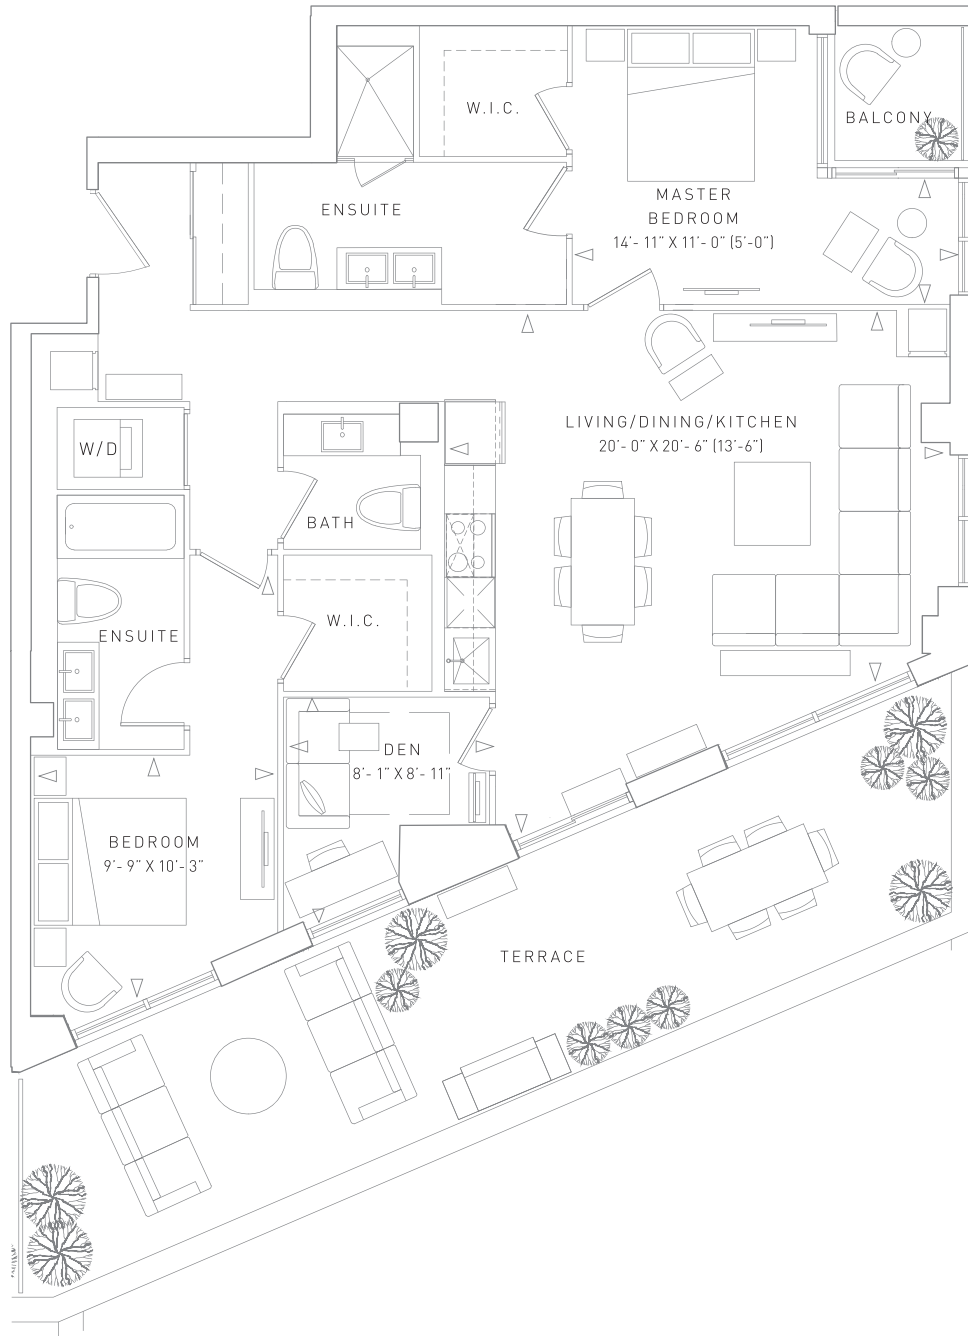 W.I.C.
BALCONY
MASTER
BEDROOM
14'- 11" X 11'- 0" (5'-0")
ENSUITE
LIVING/DINING/KITCHEN
20'- 0" X 20'- 6" (13'-6")
W/D
BATH
W.I.C.
ENSUITE
DEN
8'- 1" X 8'- 11"
BEDROOM
9'- 9" X 10'- 3"
TERRACE